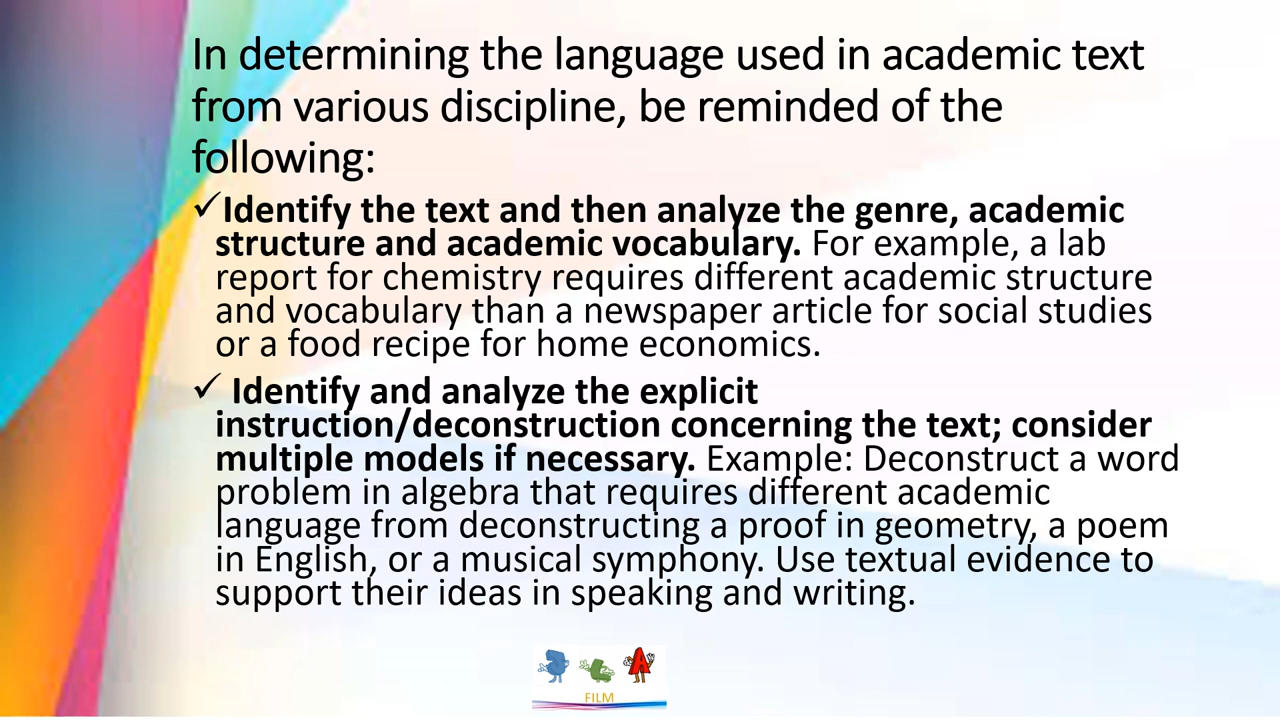 In determining the language used in academic text
from various discipline, be reminded of the
following:
✓Identify the text and then analyze the genre, academic
structure and academic vocabulary. For example, a lab
report for chemistry requires different academic structure
and vocabulary than a newspaper article for social studies
or a food recipe for home economics.
✓ Identify and analyze the explicit
instruction/deconstruction concerning the text; consider
multiple models if necessary. Example: Deconstruct a word
problem in algebra that requires different academic
language from deconstructing a proof in geometry, a poem
in English, or a musical symphony. Use textual evidence to
support their ideas in speaking and writing.
S L A
FILM